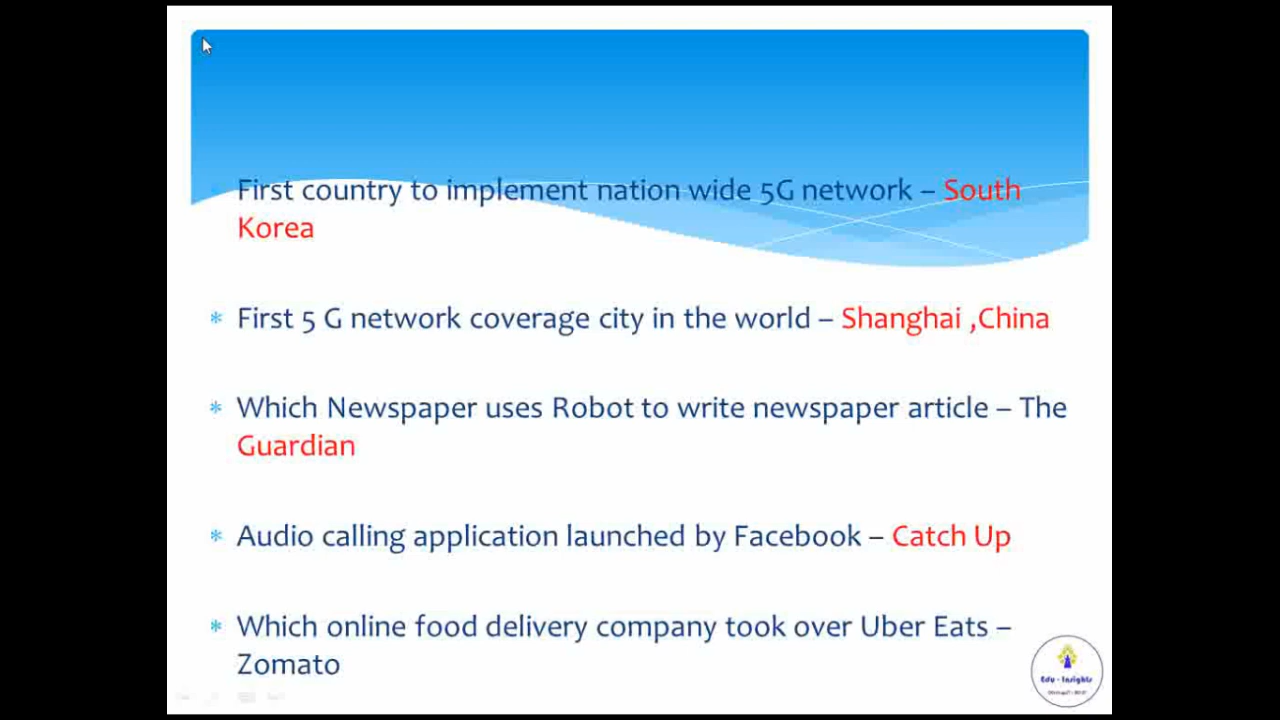 First country to implement nation wide 5G network – South
Korea
* First 5 G network coverage city in the world – Shanghai ,China
* Which Newspaper uses Robot to write newspaper article – The
Guardian
* Audio calling application launched by Facebook – Catch Up
* Which online food delivery company took over Uber Eats –
Zomato
Edu - Insights